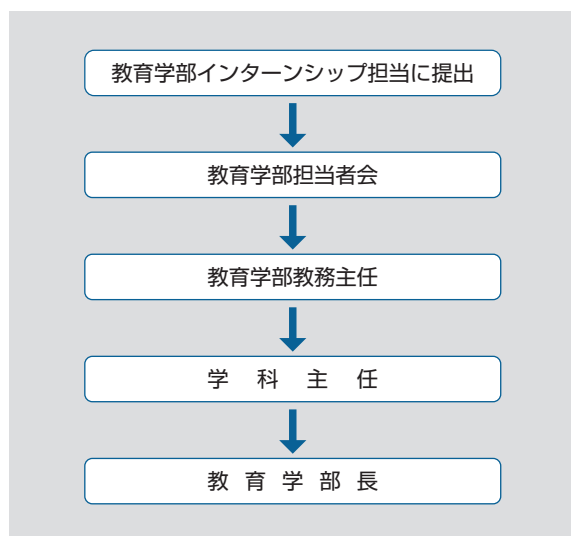 教育学部インターンシップ担当に提出
教育学部担当者会
教育学部教務主任
学科主任
教育学部長